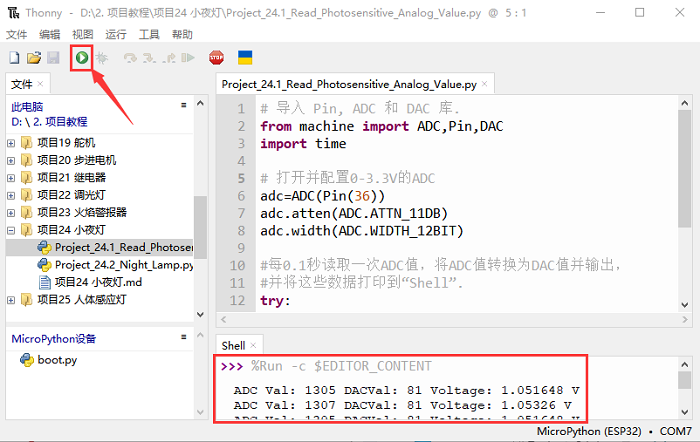 Thonny - D:\2. 项目教程\项目24 小夜灯\Project_24.1_Read_Photosensitive_Analog_Value.py @ 5 : 1
文件 编辑 视图 运行 工具 帮助
STOP
文件
此电脑
D: \ 2. 项目教程
项目19 舵机
项目20 步进电机
项目21 继电器
项目22 调光灯
项目23 火焰警报器
项目24 小夜灯
Project_24.1_Read_Photosen
Project_24.2_Night_Lamp.py
项目24 小夜灯.md
项目25 人体感应灯
MicroPython设备
boot.py
Project_24.1_Read_Photosensitive_Analog_Value.py
1 # 导入 Pin, ADC 和 DAC 库.
2 from machine import ADC,Pin,DAC
3 import time
4
5 # 打开并配置0-3.3V的ADC
6 adc=ADC(Pin(36))
7 adc.atten(ADC.ATTN_11DB)
8 adc.width(ADC.WIDTH_12BIT)
9
10 #每0.1秒读取一次ADC值，将ADC值转换为DAC值并输出，
11 #并将这些数据打印到“Shell”.
12 try:
Shell
>>> %Run -c $EDITOR_CONTENT
ADC Val: 1305 DACVal: 81 Voltage: 1.051648 V
ADC Val: 1307 DACVal: 81 Voltage: 1.05326 V
ADC Val: 1305 DACVal: 81 Voltage: 1.051648 V
MicroPython (ESP32) • COM7